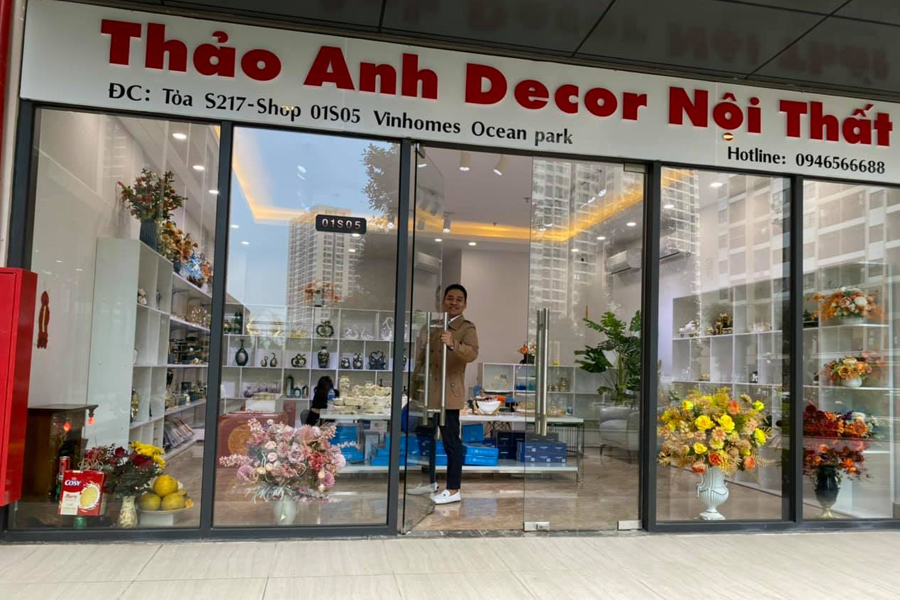 Thảo Anh Decor Nội Thất
ĐC: Tòa S217-Shop 01S05 Vinhomes Ocean park
Hotline: 0946566688
01S05
COSY